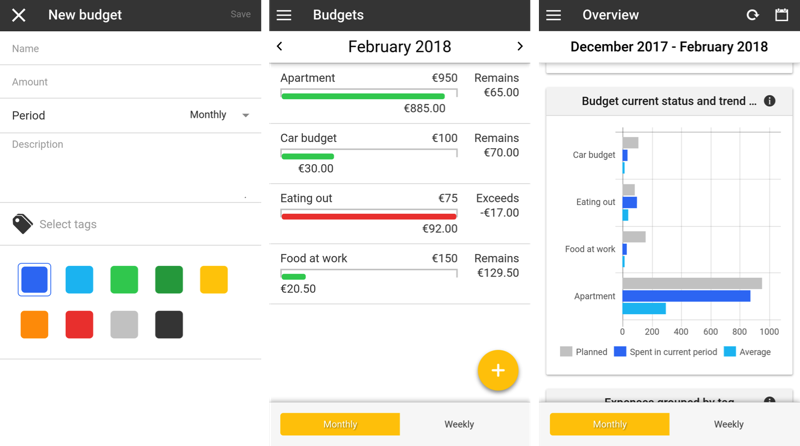 New budget
Save
Name
Amount
Period
Monthly
Description
Select tags
Budgets
February 2018
Apartment €950 Remains
€65.00
€885.00
Car budget €100 Remains
€70.00
€30.00
Eating out €75 Exceeds
-€17.00
€92.00
Food at work €150 Remains
€129.50
€20.50
Monthly
Weekly
Overview
December 2017 - February 2018
Budget current status and trend ...
Car budget
Eating out
Food at work
Apartment
0 200 400 600 800 1000
Planned Spent in current period Average
Expenses grouped by tag
Monthly
Weekly